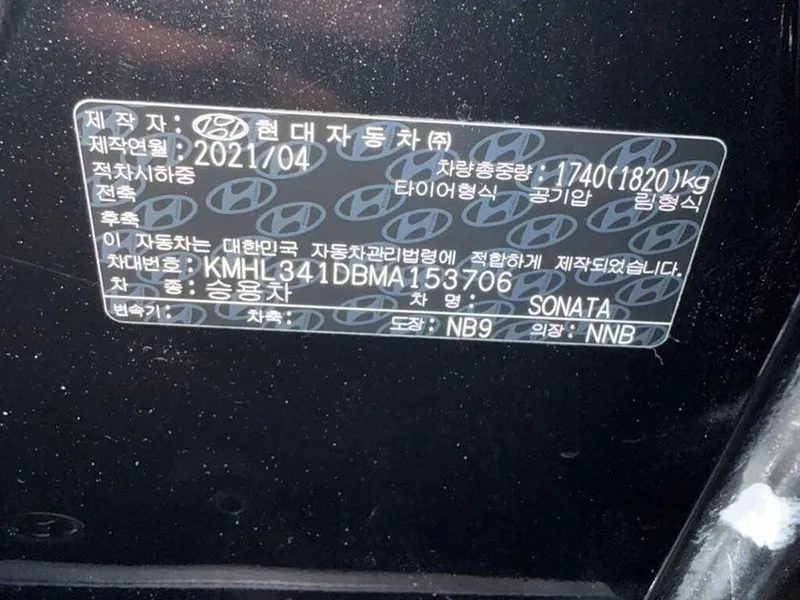 제 작 자 : 현대자동차㈜
제작연월 : 2021/04 차량총중량 : 1740(1820)kg
적차시하중 타이어형식 공기압 림형식
전축
후축
이 자동차는 대한민국 자동차관리법령에 적합하게 제작되었습니다.
차대번호 : KMHL341DBMA153706
차 종 : 승용차 차 명 : SONATA
변속기 : 차축 : 도장 : NB9 의장 : NNB